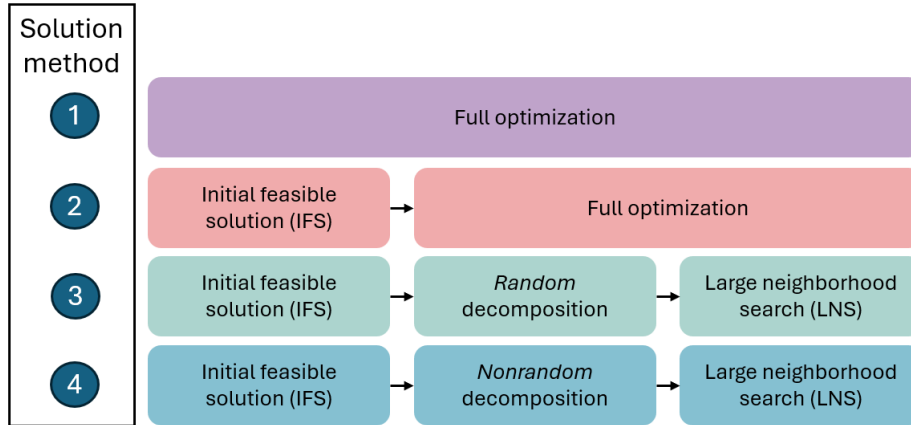 Solution
method
1
Full optimization
2
Initial feasible
solution (IFS)
Full optimization
3
Initial feasible
solution (IFS)
Random
decomposition
Large neighborhood
search (LNS)
4
Initial feasible
solution (IFS)
Nonrandom
decomposition
Large neighborhood
search (LNS)